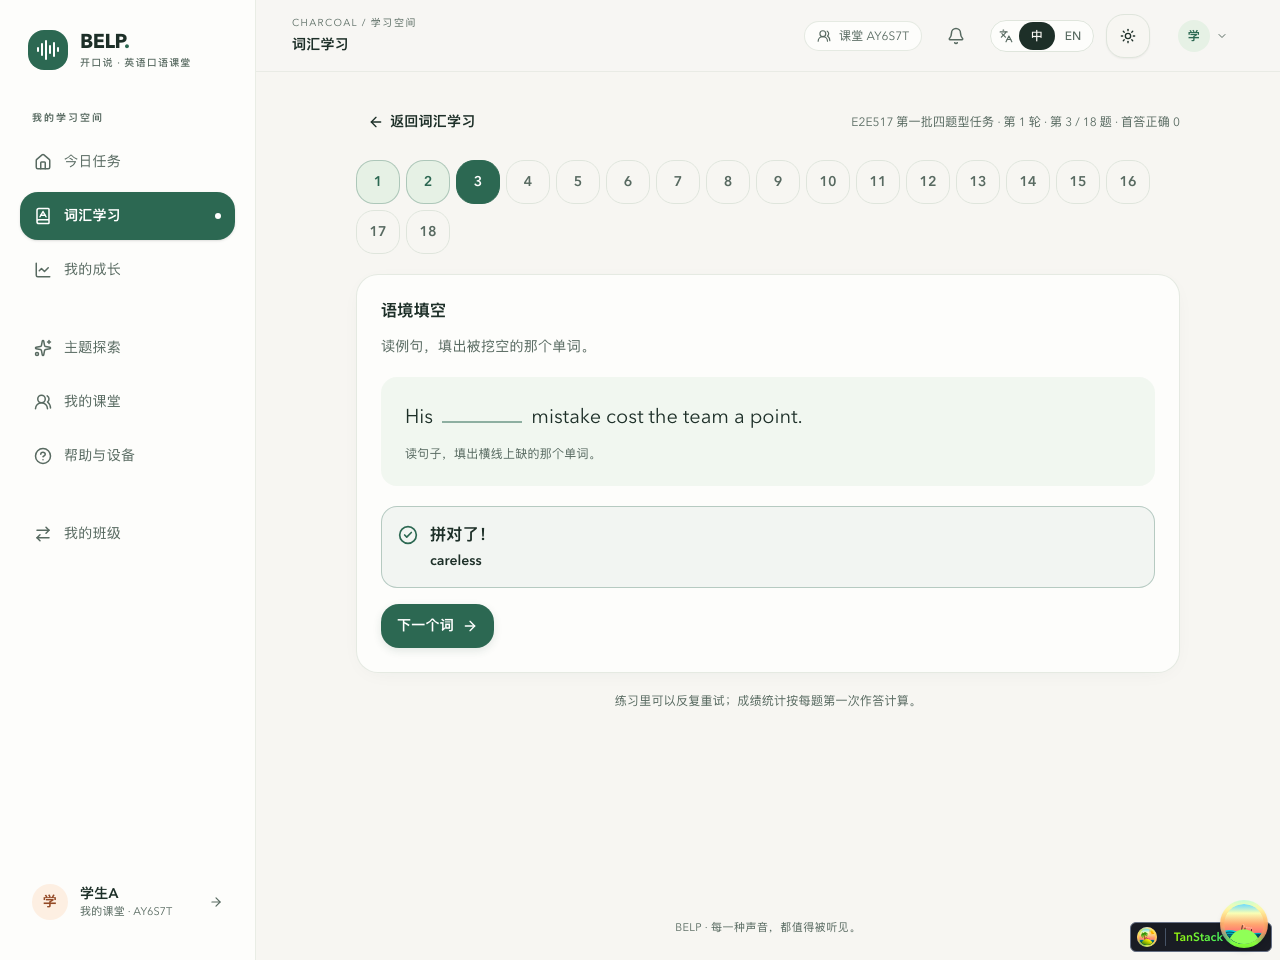 BELP.
开口说 · 英语口语课堂
我的学习空间
今日任务
词汇学习
我的成长
主题探索
我的课堂
帮助与设备
我的班级
学
学生A
我的课堂 · AY6S7T
CHARCOAL / 学习空间
词汇学习
课堂 AY6S7T
中
EN
学
返回词汇学习
E2E517 第一批四题型任务 · 第 1 轮 · 第 3 / 18 题 · 首答正确 0
1 2 3 4 5 6 7 8 9 10 11 12 13 14 15 16
17 18
语境填空
读例句，填出被挖空的那个单词。
His ________ mistake cost the team a point.
读句子，填出横线上缺的那个单词。
拼对了！
careless
下一个词
练习里可以反复重试；成绩统计按每题第一次作答计算。
BELP · 每一种声音，都值得被听见。
TanStack